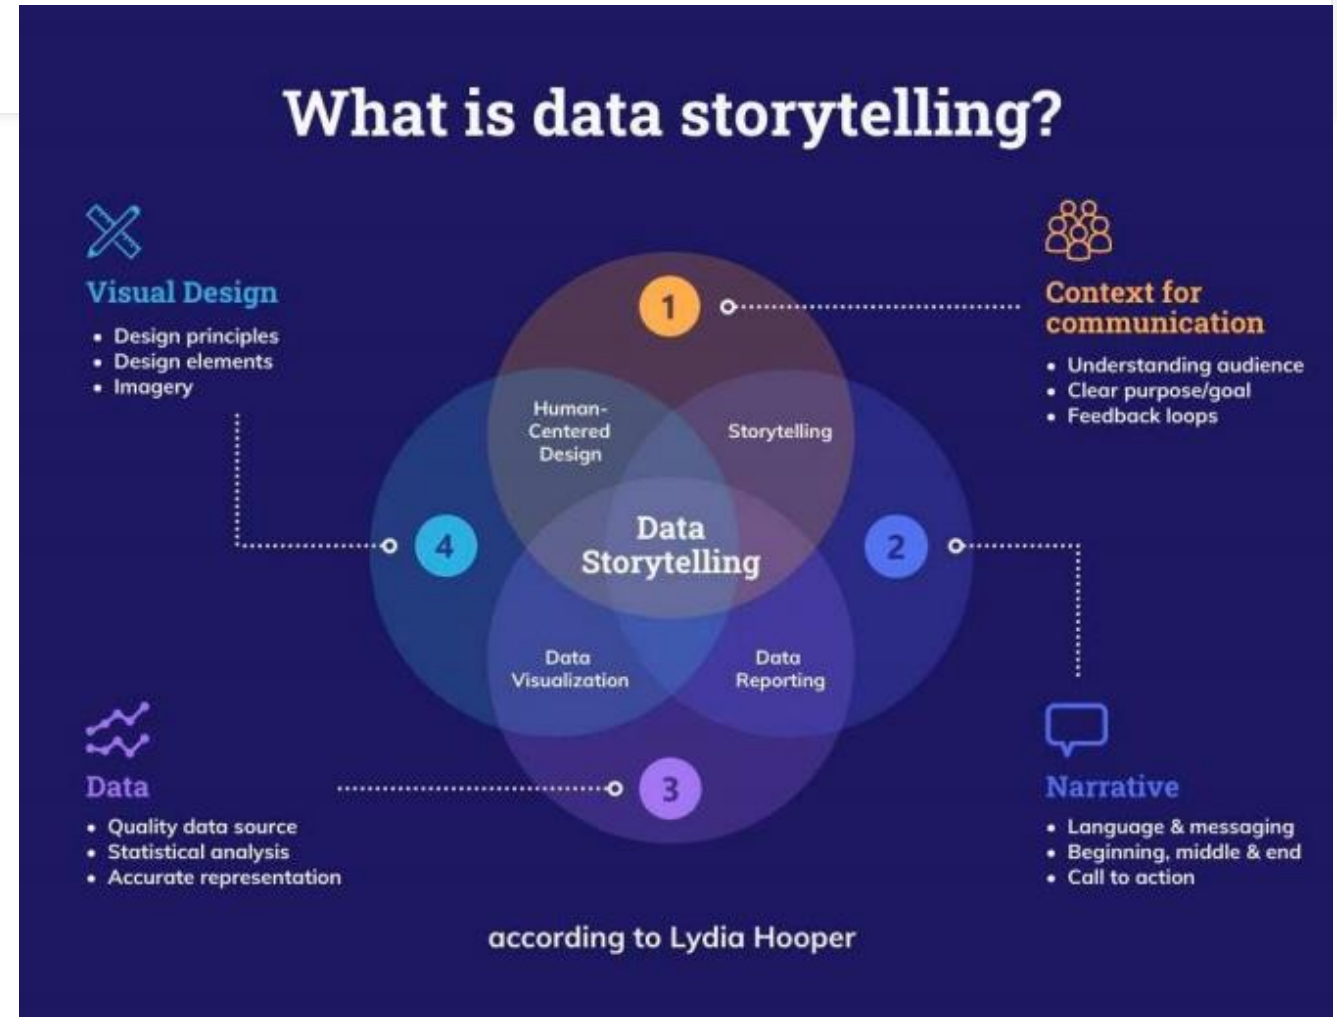 What is data storytelling?
Visual Design
• Design principles
• Design elements
• Imagery
Context for
communication
• Understanding audience
• Clear purpose/goal
• Feedback loops
1
Human-
Centered
Design
Storytelling
4
Data
Storytelling
2
Data
Visualization
Data
Reporting
3
Data
• Quality data source
• Statistical analysis
• Accurate representation
Narrative
• Language & messaging
• Beginning, middle & end
• Call to action
according to Lydia Hooper